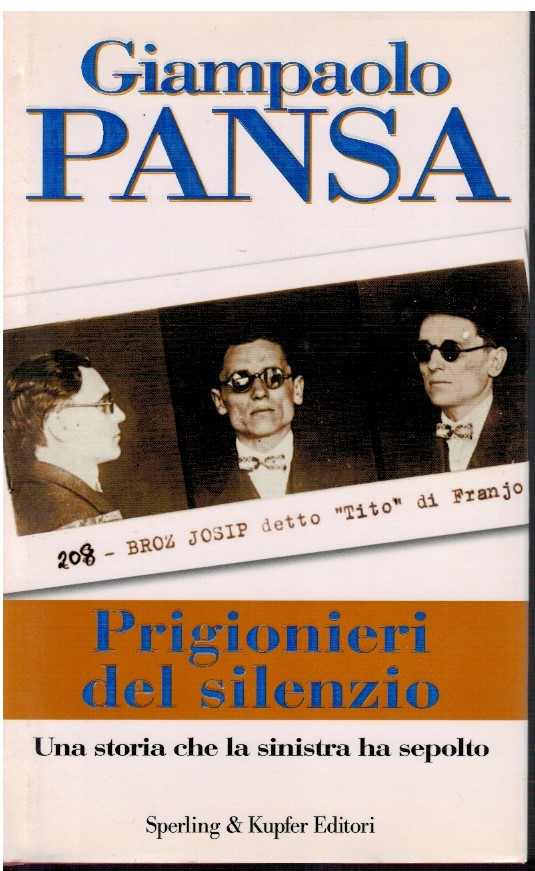 Giampaolo
PANSA
208 - BROZ JOSIP detto "Tito" di Franjo
Prigionieri
del silenzio
Una storia che la sinistra ha sepolto
Sperling & Kupfer Editori